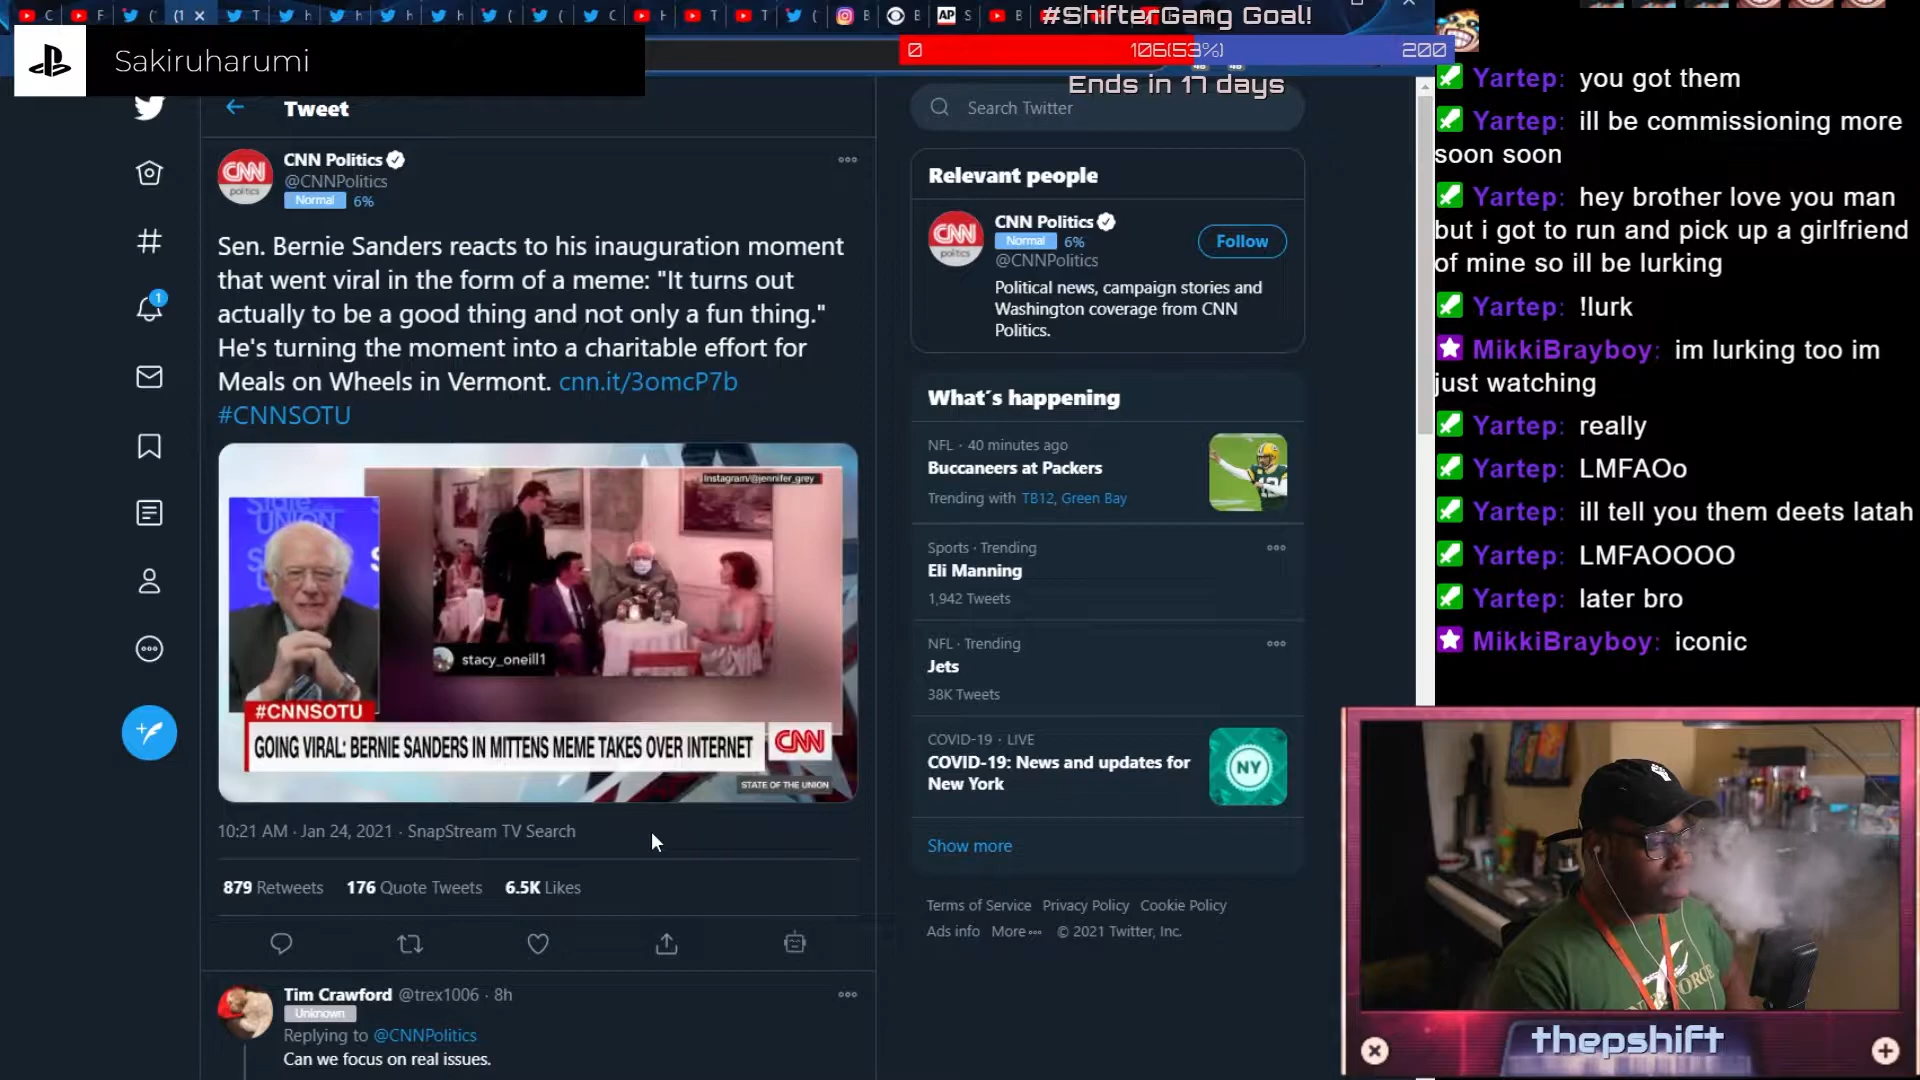 #ShifterGang Goal!
0 106(53%) 200
Ends in 17 days
Sakiruharumi
Tweet
CNN Politics
@CNNPolitics
Normal 6%
Sen. Bernie Sanders reacts to his inauguration moment
that went viral in the form of a meme: "It turns out
actually to be a good thing and not only a fun thing."
He's turning the moment into a charitable effort for
Meals on Wheels in Vermont. cnn.it/3omcP7b
#CNNSOTU
Instagram/@jennifer_grey
stacy_oneill1
#CNNSOTU
GOING VIRAL: BERNIE SANDERS IN MITTENS MEME TAKES OVER INTERNET
CNN
STATE OF THE UNION
10:21 AM · Jan 24, 2021 · SnapStream TV Search
879 Retweets 176 Quote Tweets 6.5K Likes
Tim Crawford @trex1006 · 8h
Unknown
Replying to @CNNPolitics
Can we focus on real issues.
Search Twitter
Relevant people
CNN Politics
Normal 6%
@CNNPolitics
Follow
Political news, campaign stories and
Washington coverage from CNN
Politics.
What´s happening
NFL · 40 minutes ago
Buccaneers at Packers
Trending with TB12, Green Bay
Sports · Trending
Eli Manning
1,942 Tweets
NFL · Trending
Jets
38K Tweets
COVID-19 · LIVE
COVID-19: News and updates for
New York
NY
Show more
Terms of Service Privacy Policy Cookie Policy
Ads info More © 2021 Twitter, Inc.
Yartep: you got them
Yartep: ill be commissioning more
soon soon
Yartep: hey brother love you man
but i got to run and pick up a girlfriend
of mine so ill be lurking
Yartep: !lurk
MikkiBrayboy: im lurking too im
just watching
Yartep: really
Yartep: LMFAOo
Yartep: ill tell you them deets latah
Yartep: LMFAOOOO
Yartep: later bro
MikkiBrayboy: iconic
thepshift